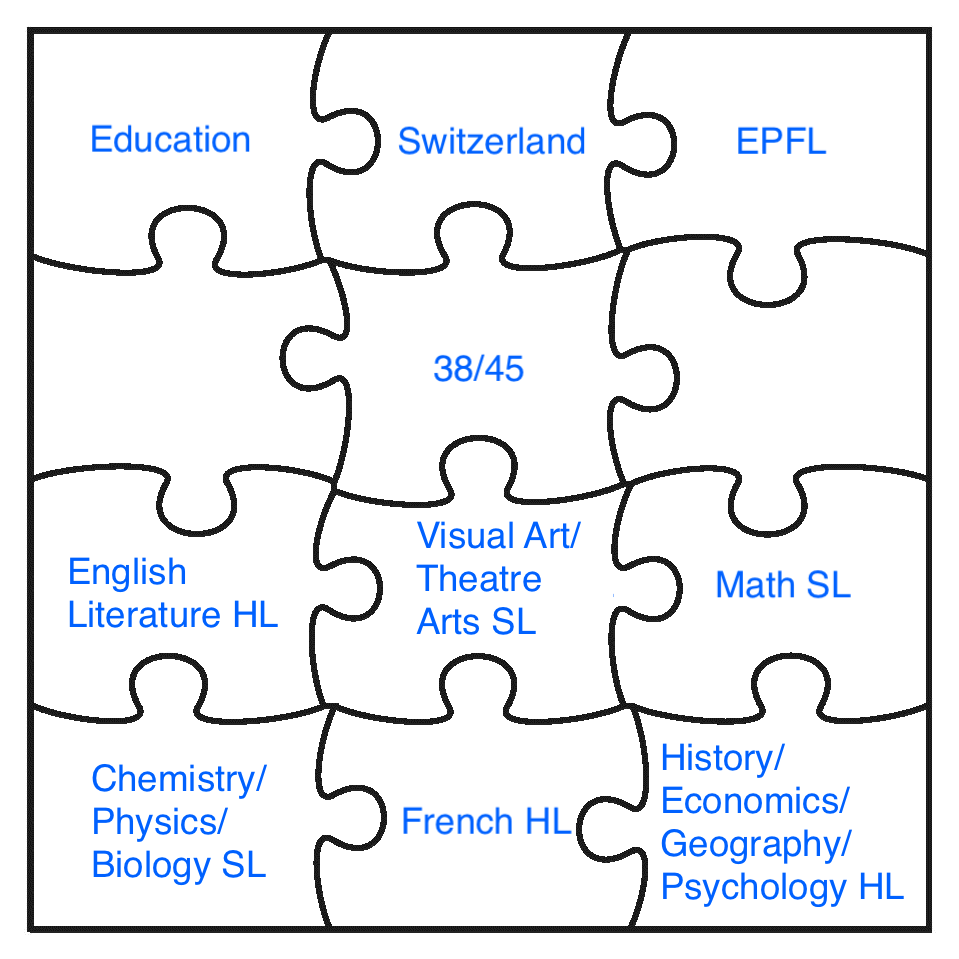 Education
Switzerland
EPFL
38/45
English
Literature HL
Visual Art/
Theatre
Arts SL
Math SL
Chemistry/
Physics/
Biology SL
French HL
History/
Economics/
Geography/
Psychology HL